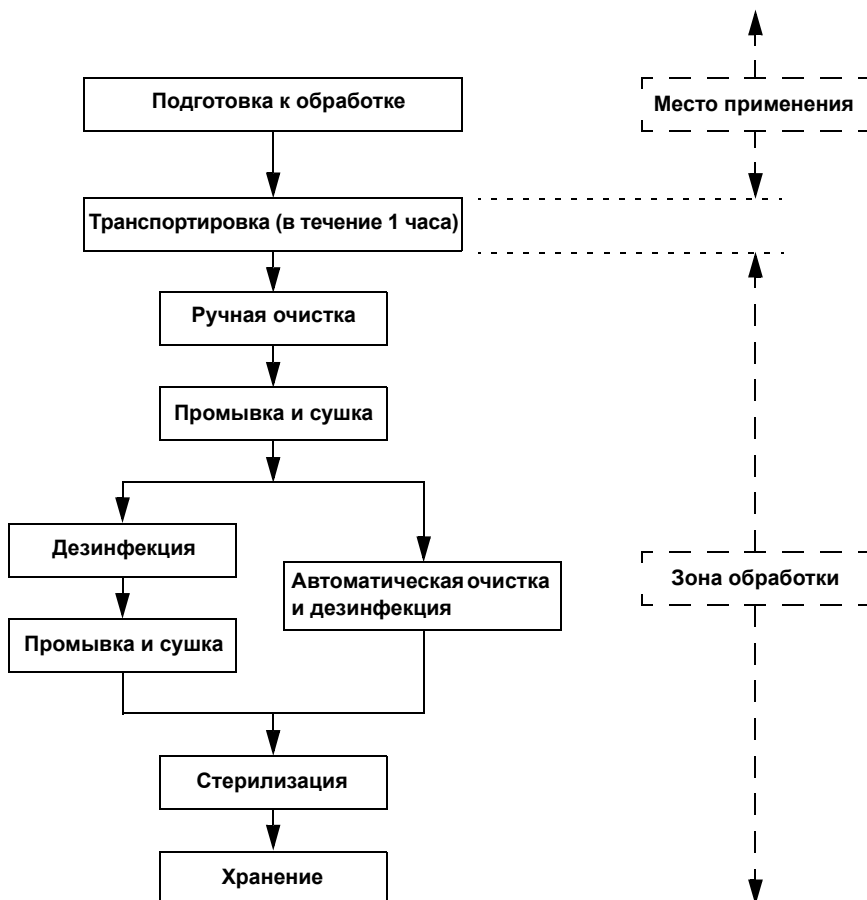 Подготовка к обработке
Место применения
Транспортировка (в течение 1 часа)
Ручная очистка
Промывка и сушка
Дезинфекция
Автоматическая очистка
и дезинфекция
Зона обработки
Промывка и сушка
Стерилизация
Хранение